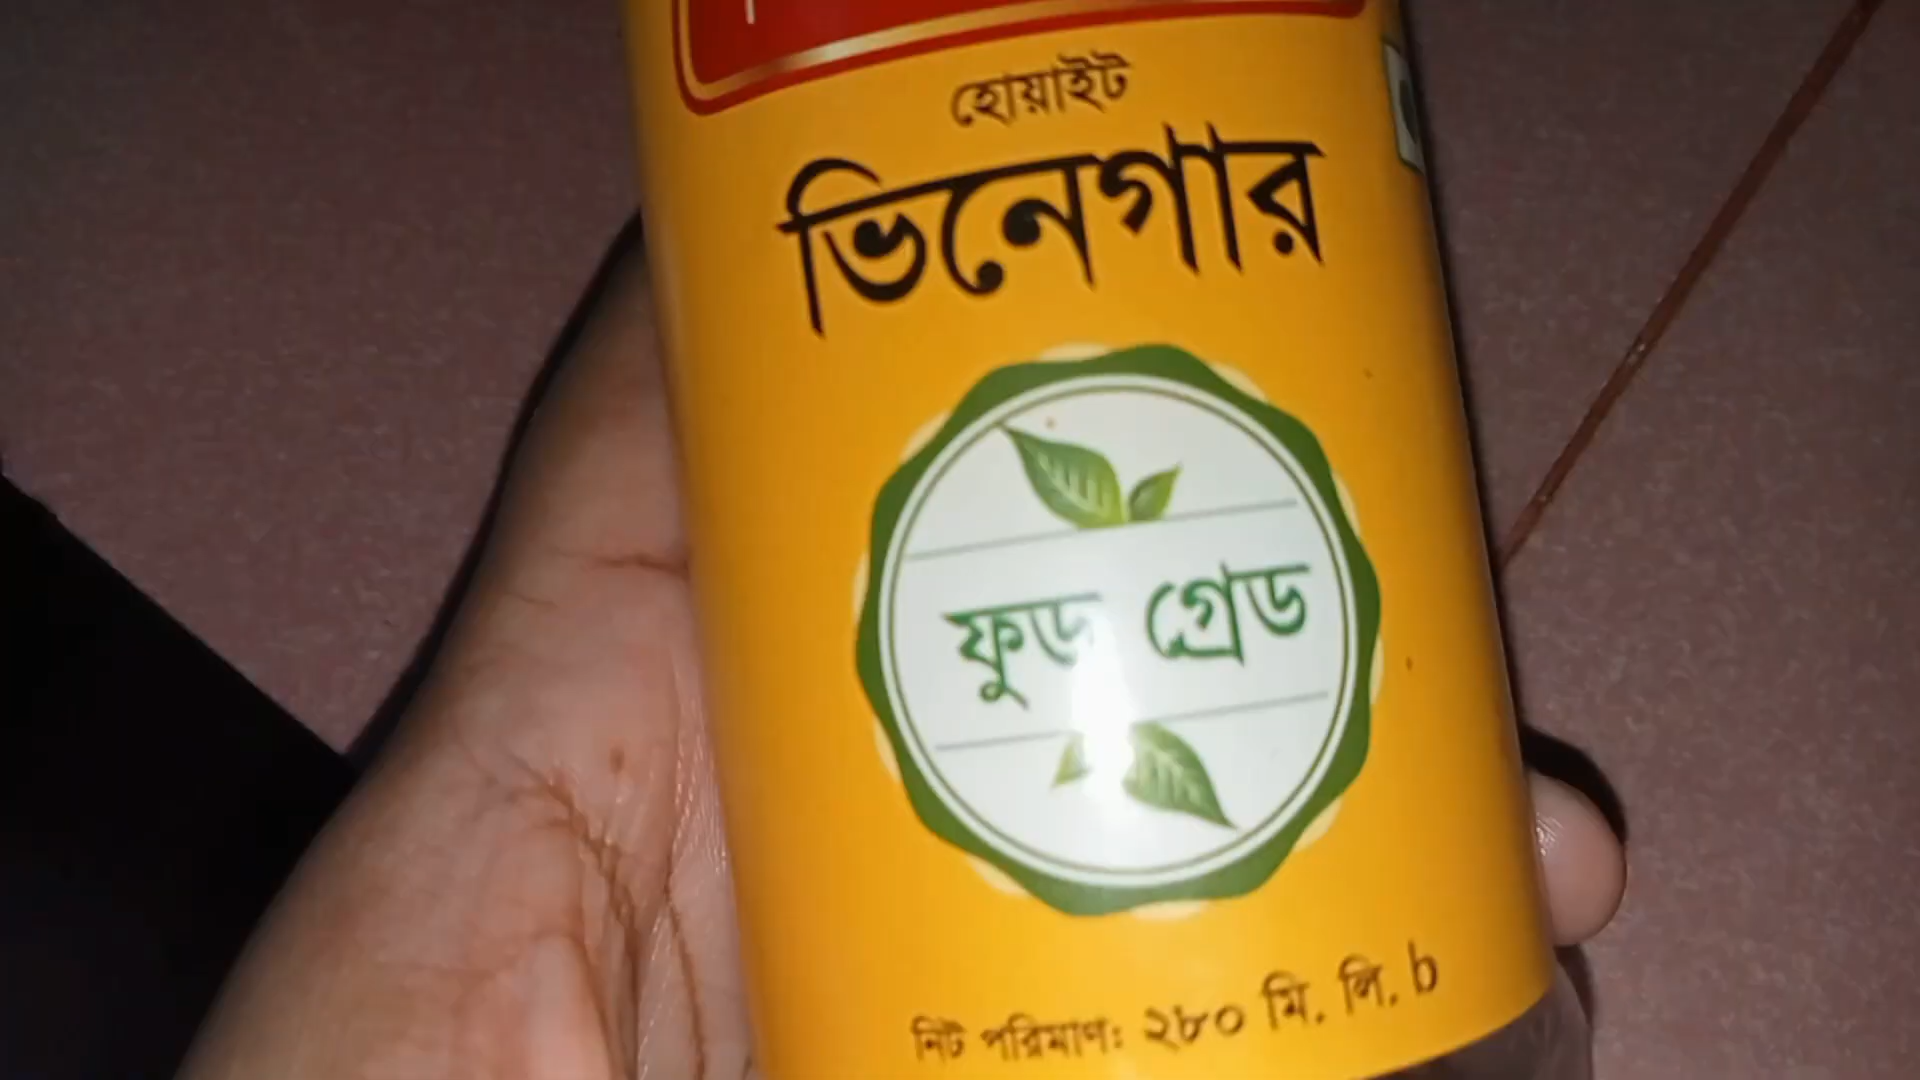 হোয়াইট
ভিনেগার
ফুড গ্রেড
নিট পরিমাণ: ২৮০ মি. লি. b